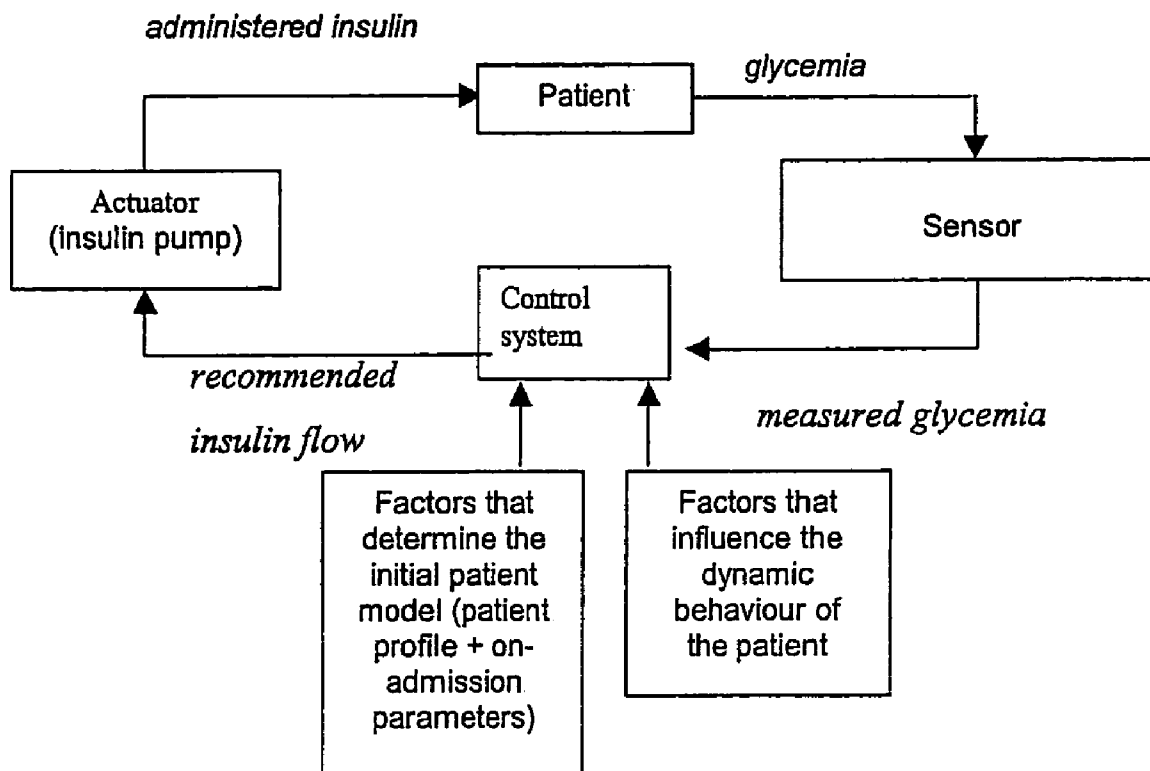 administered insulin
glycemia
Patient
Actuator
(insulin pump)
Sensor
Control
system
recommended
insulin flow
measured glycemia
Factors that
determine the
initial patient
model (patient
profile + on-
admission
parameters)
Factors that
influence the
dynamic
behaviour of
the patient